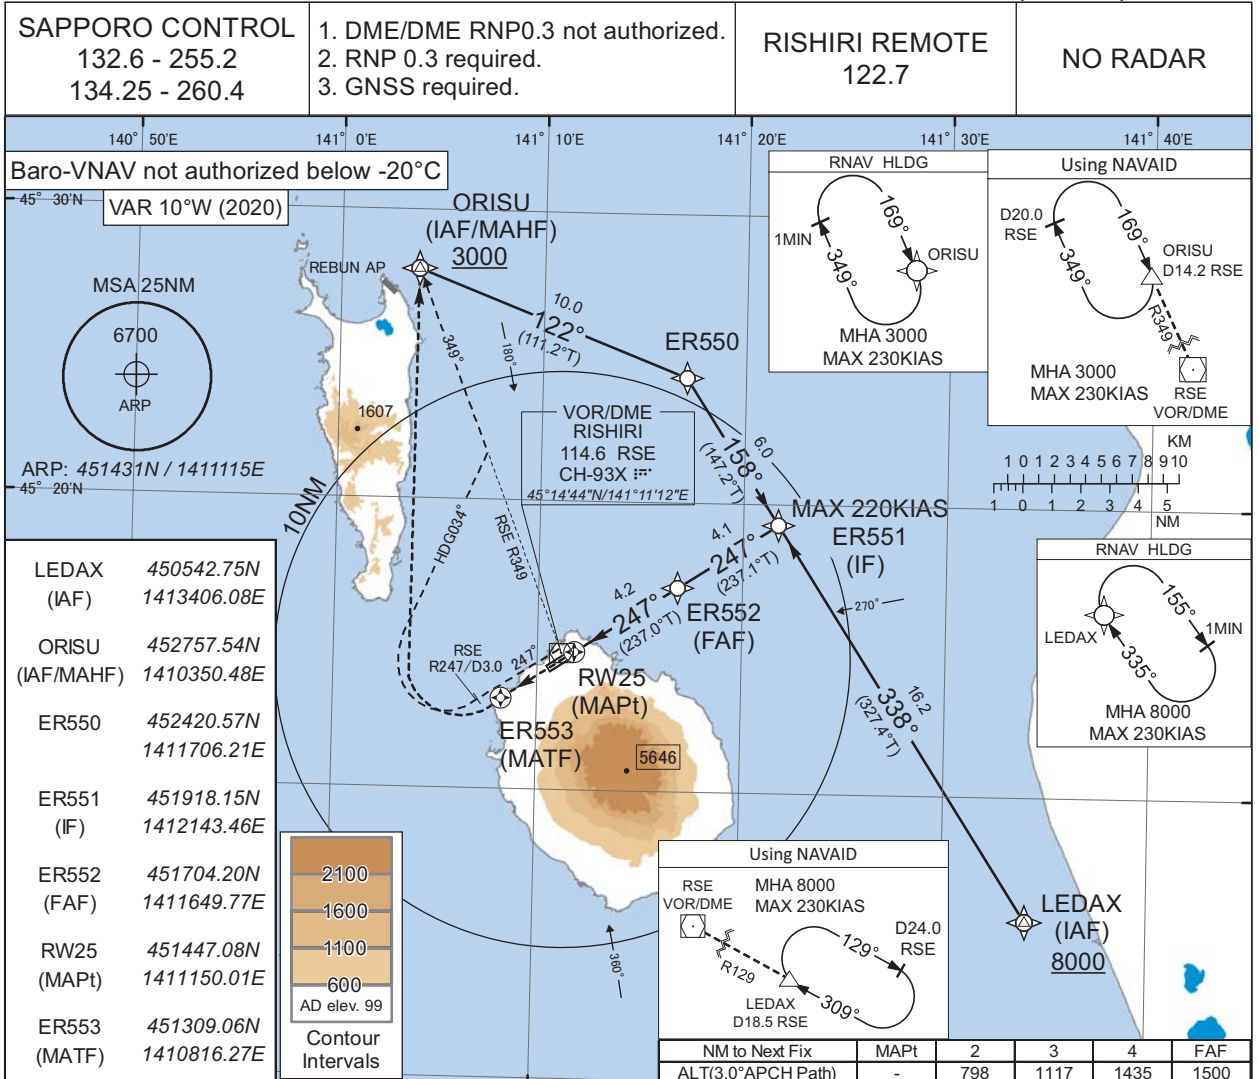 SAPPORO CONTROL
132.6 - 255.2
134.25 - 260.4
1. DME/DME RNP0.3 not authorized.
2. RNP 0.3 required.
3. GNSS required.
RISHIRI REMOTE
122.7
NO RADAR
140° 50'E
141° 0'E
141° 10'E
141° 20'E
141° 30'E
141° 40'E
Baro-VNAV not authorized below -20°C
45° 30'N
VAR 10°W (2020)
MSA 25NM
6700
ARP
ARP: 451431N / 1411115E
45° 20'N
ORISU
(IAF/MAHF)
3000
REBUN AP
1607
10.0
122°
(111.2°T)
180°
349°
ER550
VOR/DME
RISHIRI
114.6 RSE
CH-93X
45°14'44"N/141°11'12"E
6.0
158°
(147.2°T)
10NM
HDG034°
RSE R349
MAX 220KIAS
ER551
(IF)
4.1
247°
(237.1°T)
ER552
(FAF)
4.2
247°
(237.0°T)
270°
RSE
R247/D3.0
247°
RW25
(MAPt)
ER553
(MATF)
5646
16.2
338°
(327.4°T)
360°
LEDAX
(IAF)
8000
RNAV HLDG
169°
349°
1MIN
ORISU
MHA 3000
MAX 230KIAS
Using NAVAID
D20.0
RSE
169°
349°
ORISU
D14.2 RSE
R349
MHA 3000
MAX 230KIAS
RSE
VOR/DME
KM
1 0 1 2 3 4 5 6 7 8 9 10
1 0 1 2 3 4 5
NM
RNAV HLDG
155°
335°
1MIN
LEDAX
MHA 8000
MAX 230KIAS
LEDAX 450542.75N
(IAF) 1413406.08E
ORISU 452757.54N
(IAF/MAHF) 1410350.48E
ER550 452420.57N
1411706.21E
ER551 451918.15N
(IF) 1412143.46E
ER552 451704.20N
(FAF) 1411649.77E
RW25 451447.08N
(MAPt) 1411150.01E
ER553 451309.06N
(MATF) 1410816.27E
2100
1600
1100
600
AD elev. 99
Contour
Intervals
Using NAVAID
RSE
VOR/DME
MHA 8000
MAX 230KIAS
D24.0
RSE
129°
309°
R129
LEDAX
D18.5 RSE
NM to Next Fix MAPt 2 3 4 FAF
ALT(3.0°APCH Path) - 798 1117 1435 1500